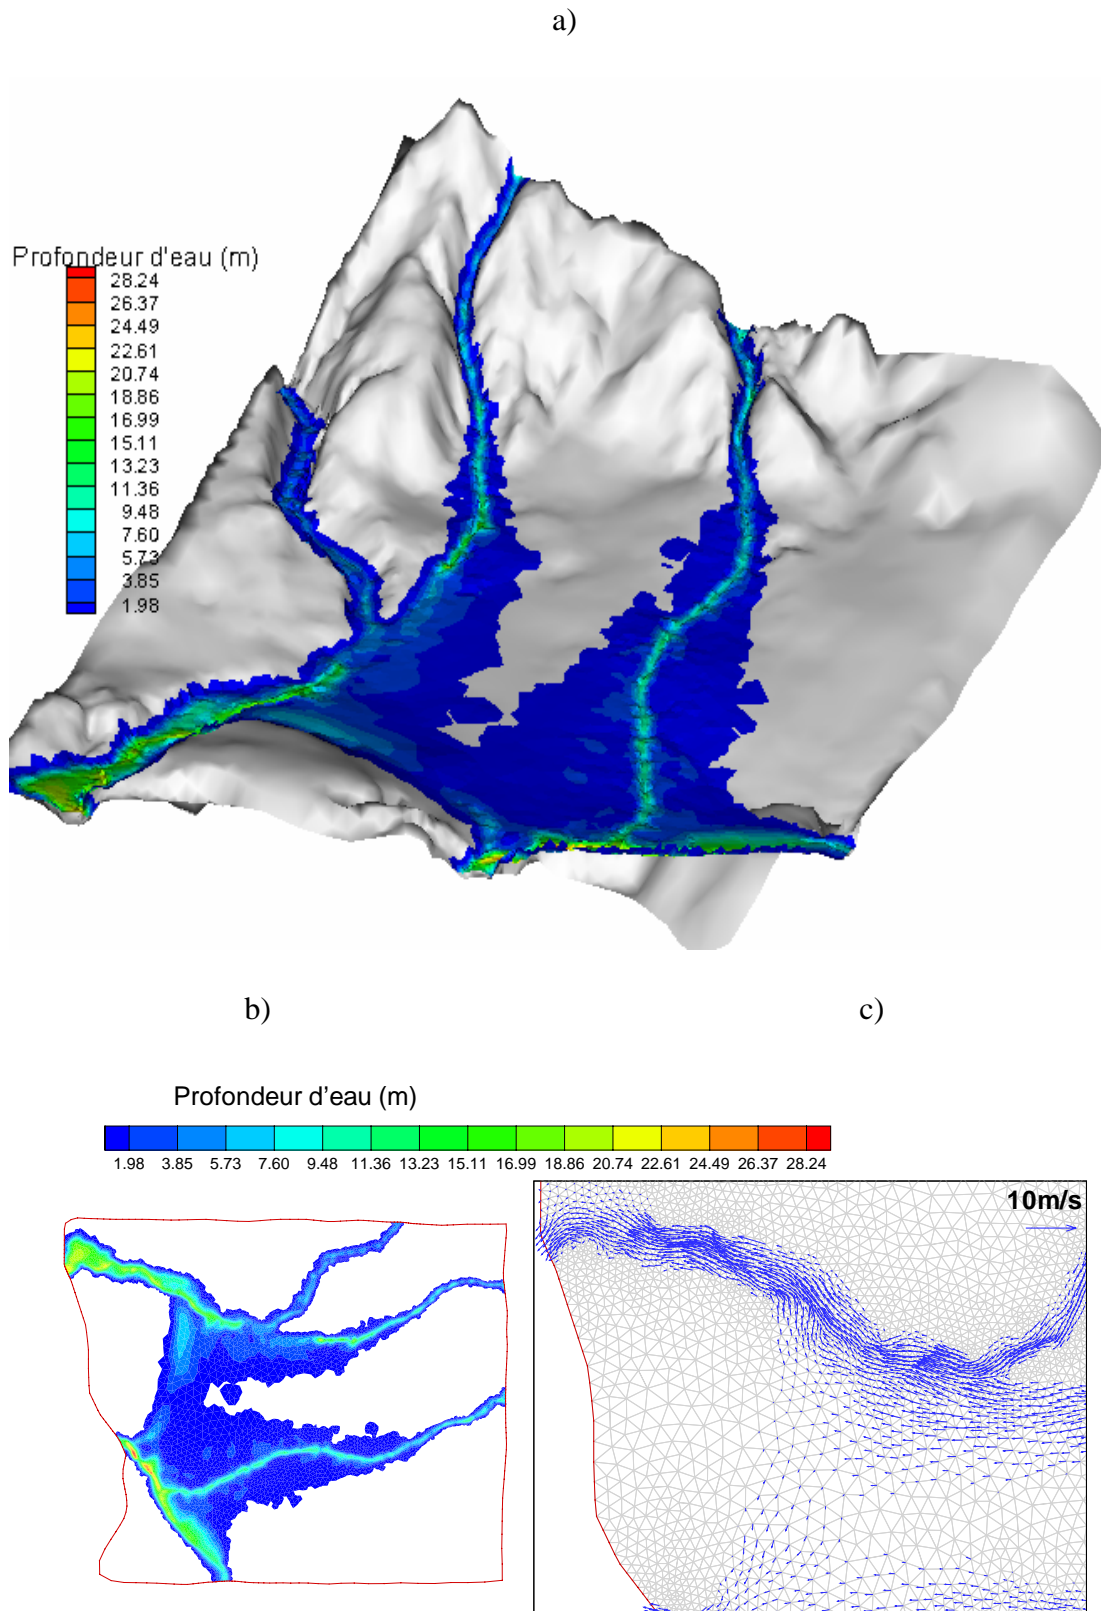 a)
Profondeur d'eau (m)
28.24
26.37
24.49
22.61
20.74
18.86
16.99
15.11
13.23
11.36
9.48
7.60
5.73
3.85
1.98
b)
c)
Profondeur d'eau (m)
1.98 3.85 5.73 7.60 9.48 11.36 13.23 15.11 16.99 18.86 20.74 22.61 24.49 26.37 28.24
10m/s